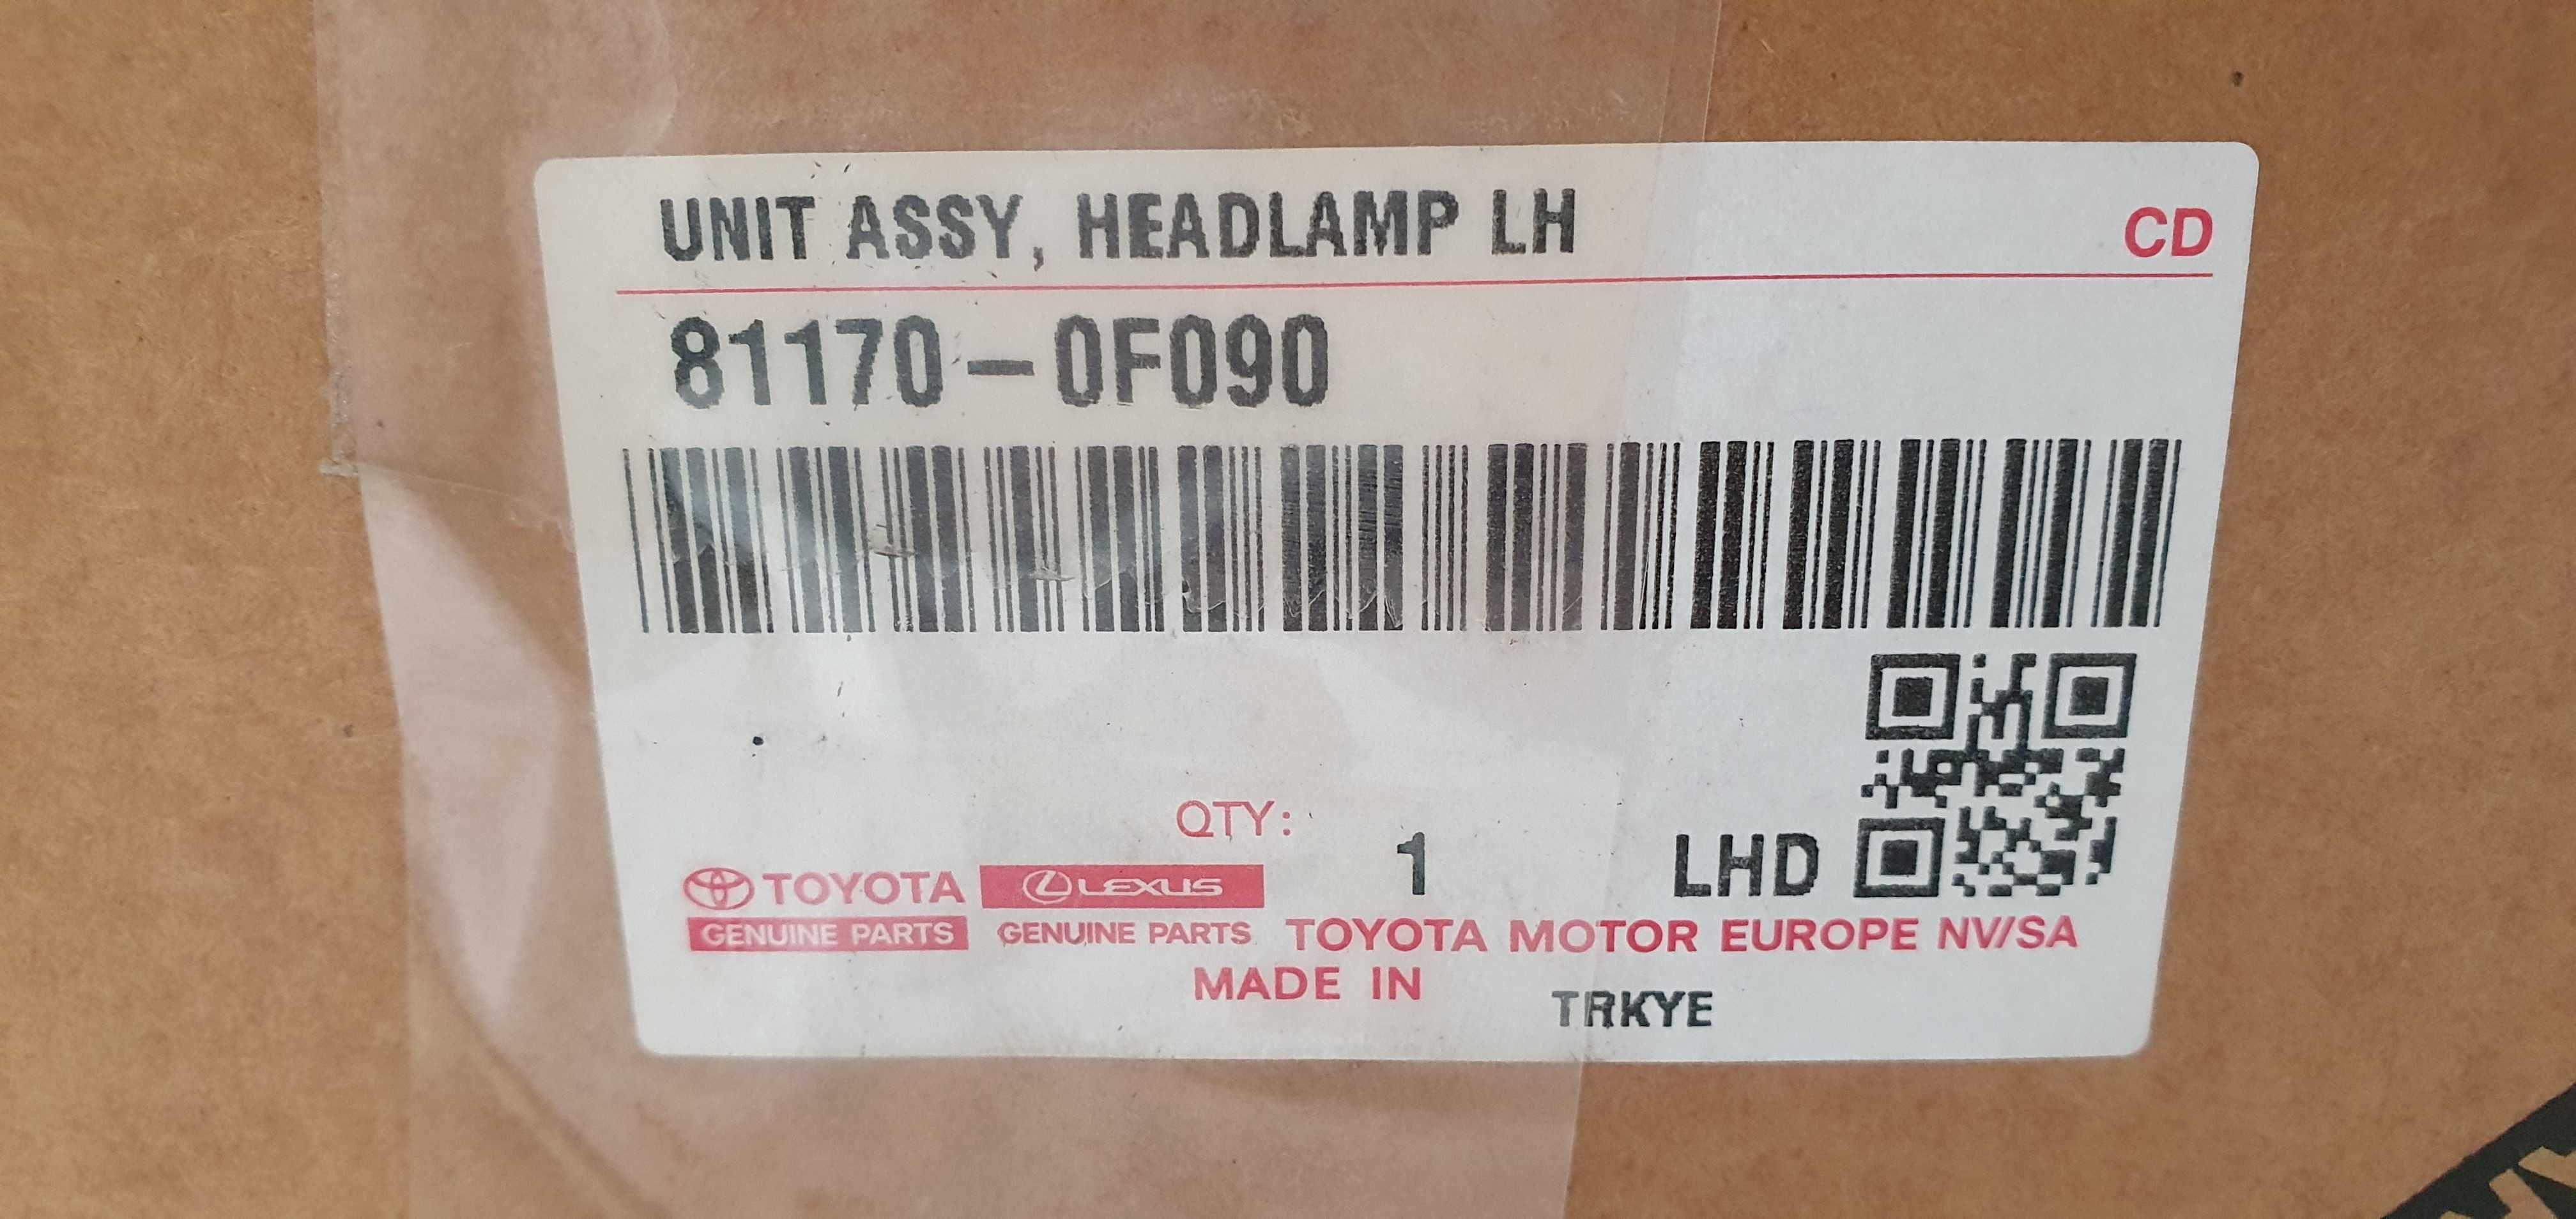 UNIT ASSY, HEADLAMP LH
CD
81170-0F090
QTY:
1
LHD
TOYOTA
LEXUS
GENUINE PARTS
GENUINE PARTS
TOYOTA MOTOR EUROPE NV/SA
MADE IN
TRKYE